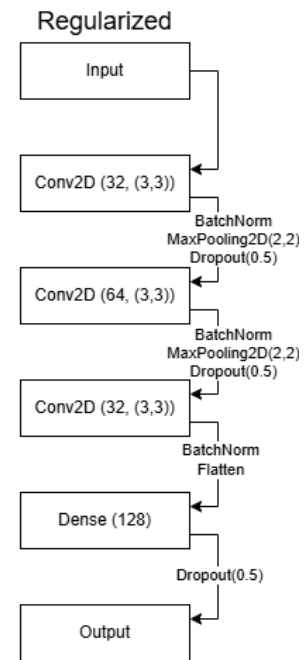 Regularized
Input
Conv2D (32, (3,3))
BatchNorm
MaxPooling2D(2,2)
Dropout(0.5)
Conv2D (64, (3,3))
BatchNorm
MaxPooling2D(2,2)
Dropout(0.5)
Conv2D (32, (3,3))
BatchNorm
Flatten
Dense (128)
Dropout(0.5)
Output